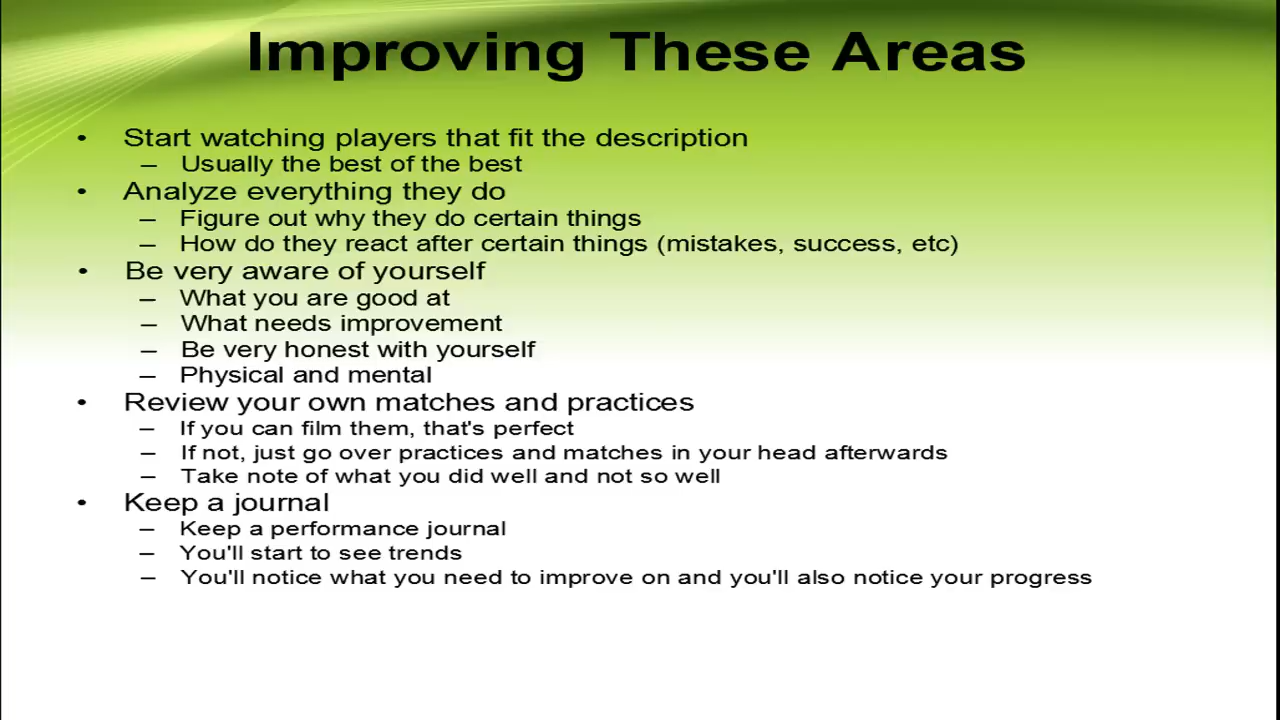 Improving These Areas
• Start watching players that fit the description
– Usually the best of the best
• Analyze everything they do
– Figure out why they do certain things
– How do they react after certain things (mistakes, success, etc)
• Be very aware of yourself
– What you are good at
– What needs improvement
– Be very honest with yourself
– Physical and mental
• Review your own matches and practices
– If you can film them, that's perfect
– If not, just go over practices and matches in your head afterwards
– Take note of what you did well and not so well
• Keep a journal
– Keep a performance journal
– You'll start to see trends
– You'll notice what you need to improve on and you'll also notice your progress